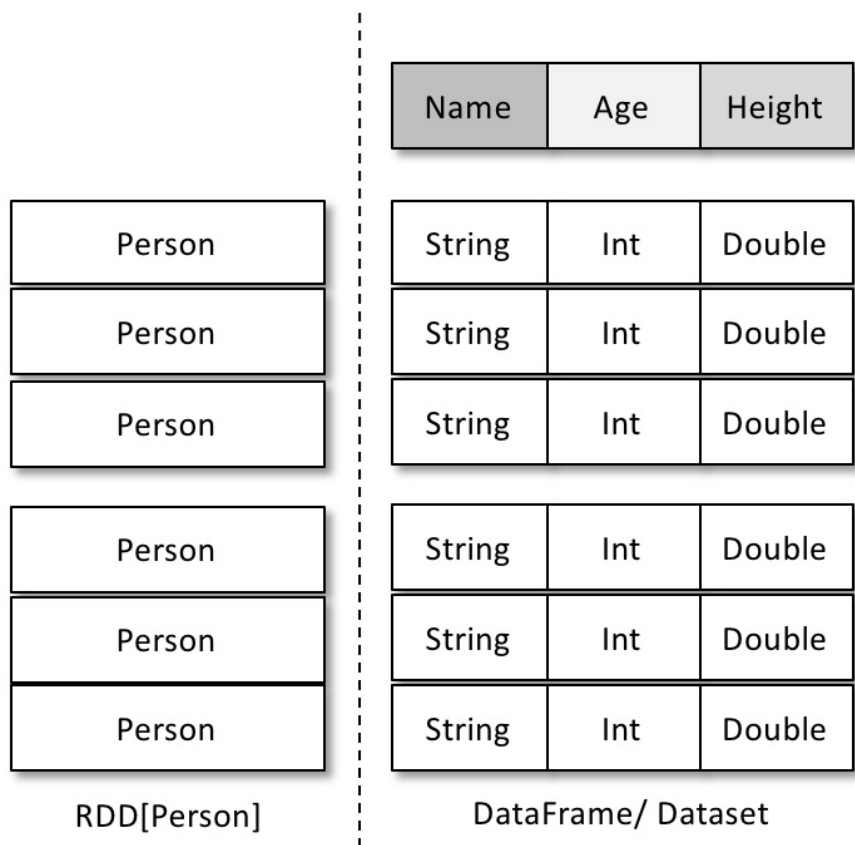 Name Age Height
Person String Int Double
Person String Int Double
Person String Int Double
Person String Int Double
Person String Int Double
Person String Int Double
RDD[Person] DataFrame/ Dataset